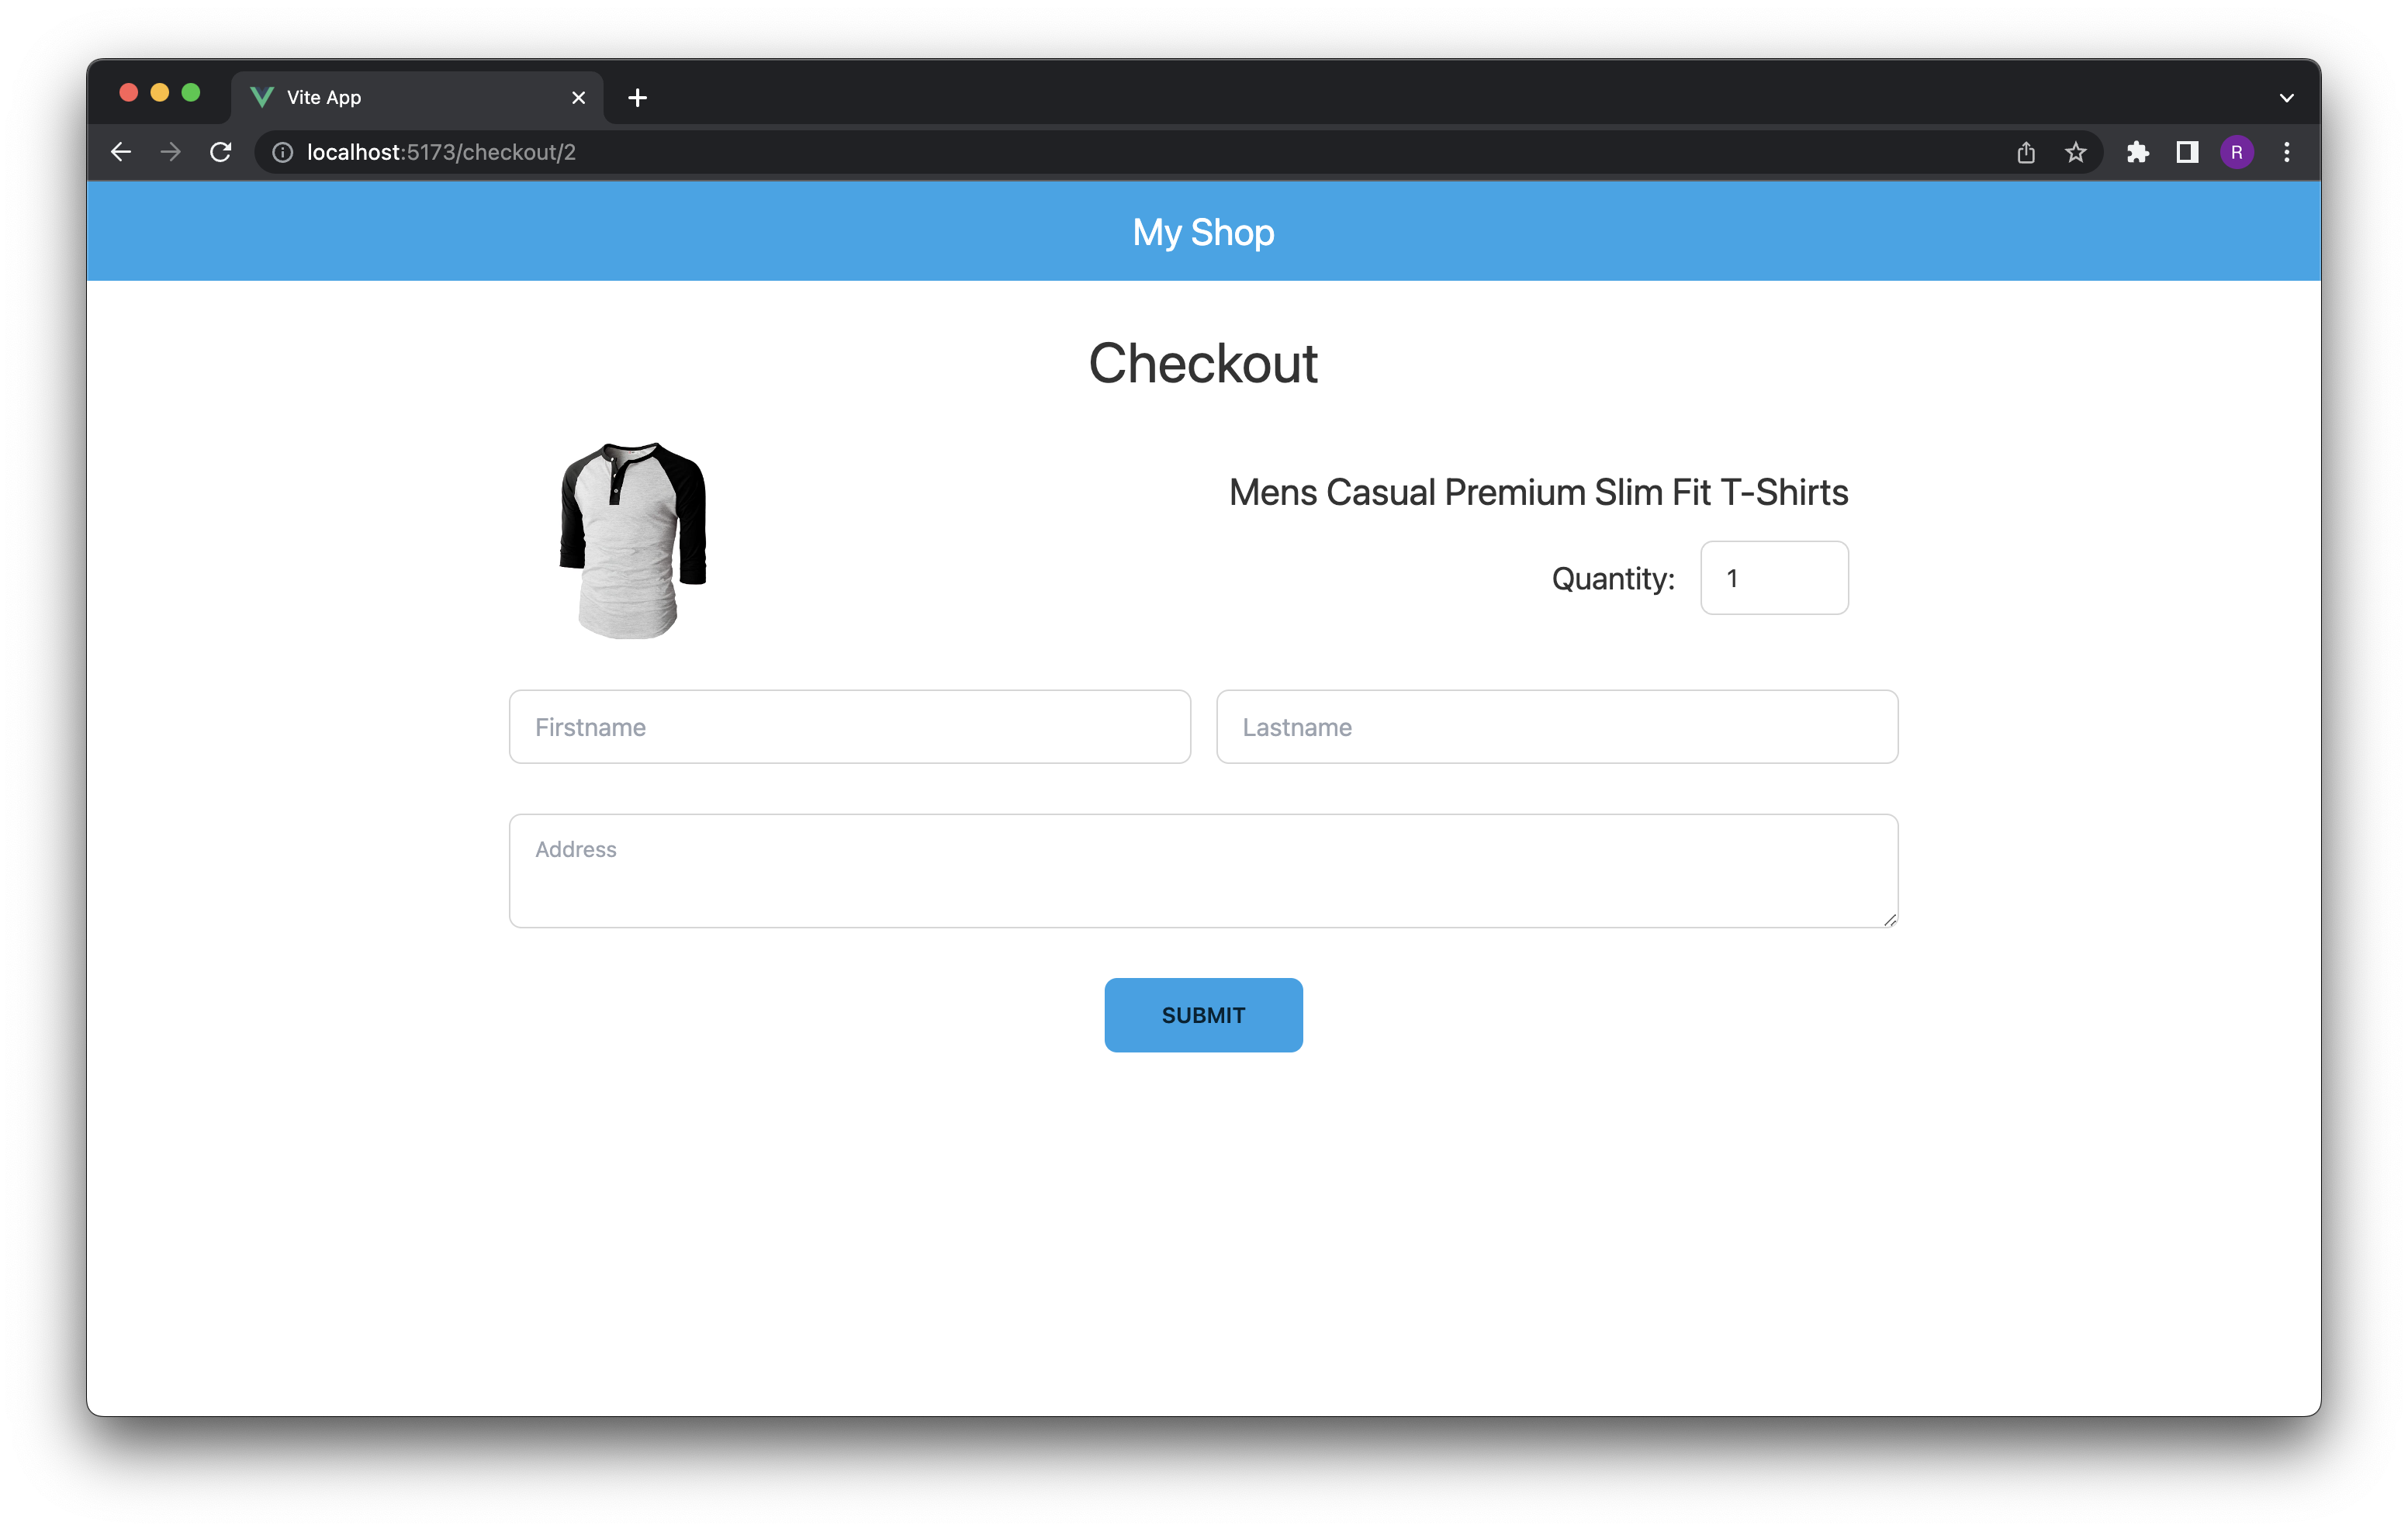 Vite App
localhost:5173/checkout/2
R
My Shop
Checkout
Mens Casual Premium Slim Fit T-Shirts
Quantity: 1
Firstname
Lastname
Address
SUBMIT